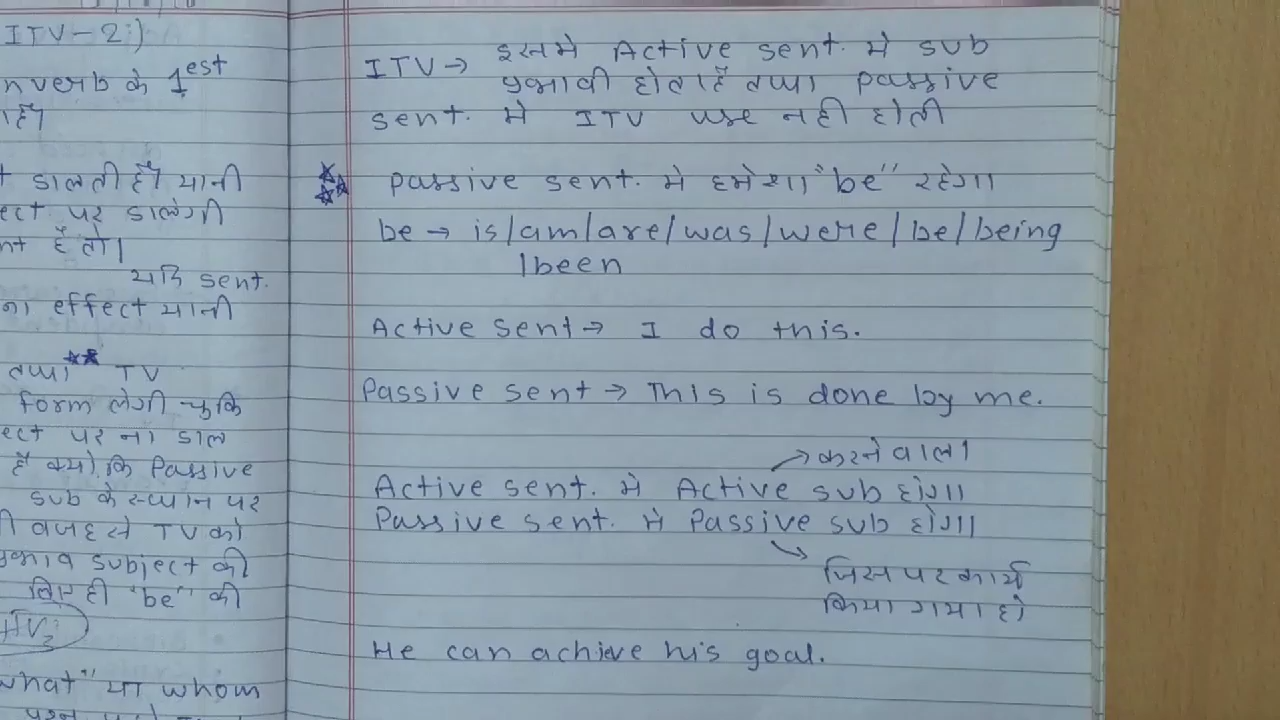 ITV-2:)
nverb के 1est
है।
डालती है। यानी
ect पर डालेगी
nt है तो।
यदि sent.
ना effect यानी
तथा ** TV
form लेगी चूकि
ect पर ना डाल
है क्यो.कि Passive
sub के स्थान पर
वजह से TV को
subject की
लिए ही "be" की
what" या whom
ITV → इसमे Active sent. मे sub
प्रभावी होता है तथा passive
sent. मे ITV use नही होती
passive sent. मे हमेशा "be" रहेगा
be → is/am/are/was/were/be/being
/been
Active sent → I do this.
Passive sent → This is done by me.
→ करने वाला
Active sent. मे Active sub होगा
Passive sent. मे Passive sub होगा
जिस पर कार्य
किया गया हो
He can achieve his goal.